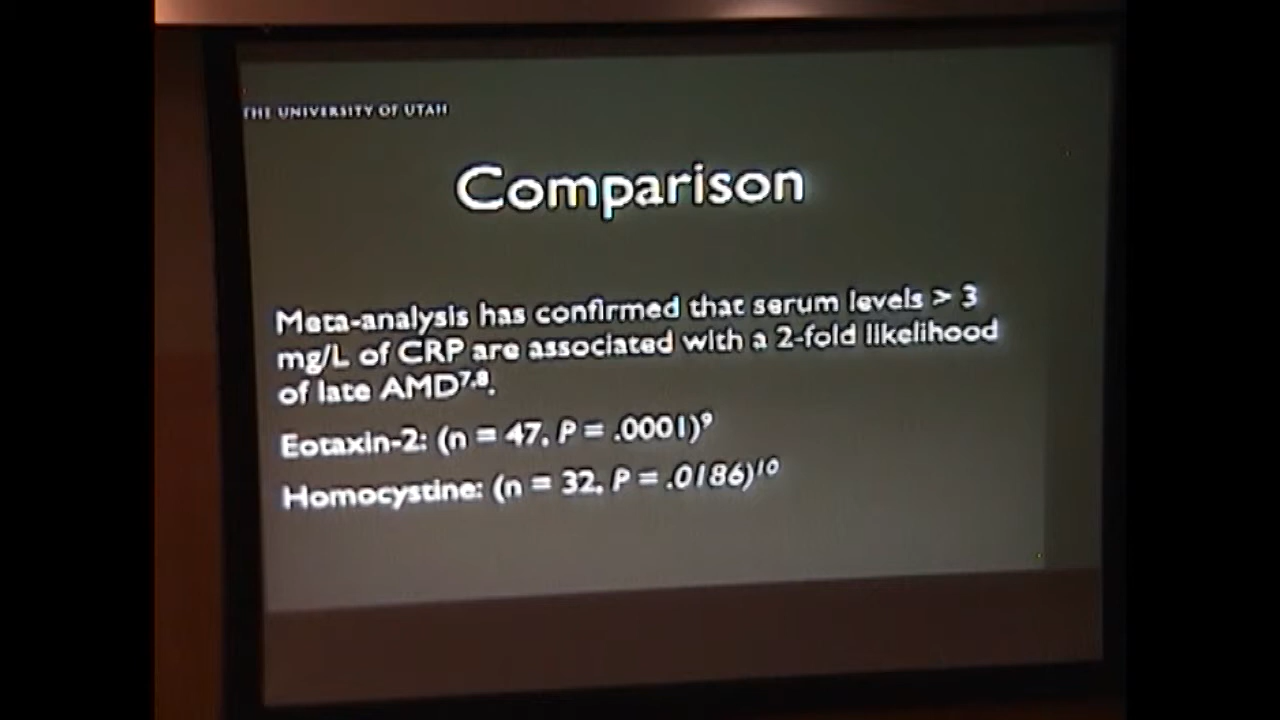 THE UNIVERSITY OF UTAH
Comparison
Meta-analysis has confirmed that serum levels > 3
mg/L of CRP are associated with a 2-fold likelihood
of late AMD7,8.
Eotaxin-2: (n = 47, P = .0001)9
Homocystine: (n = 32, P = .0186)10